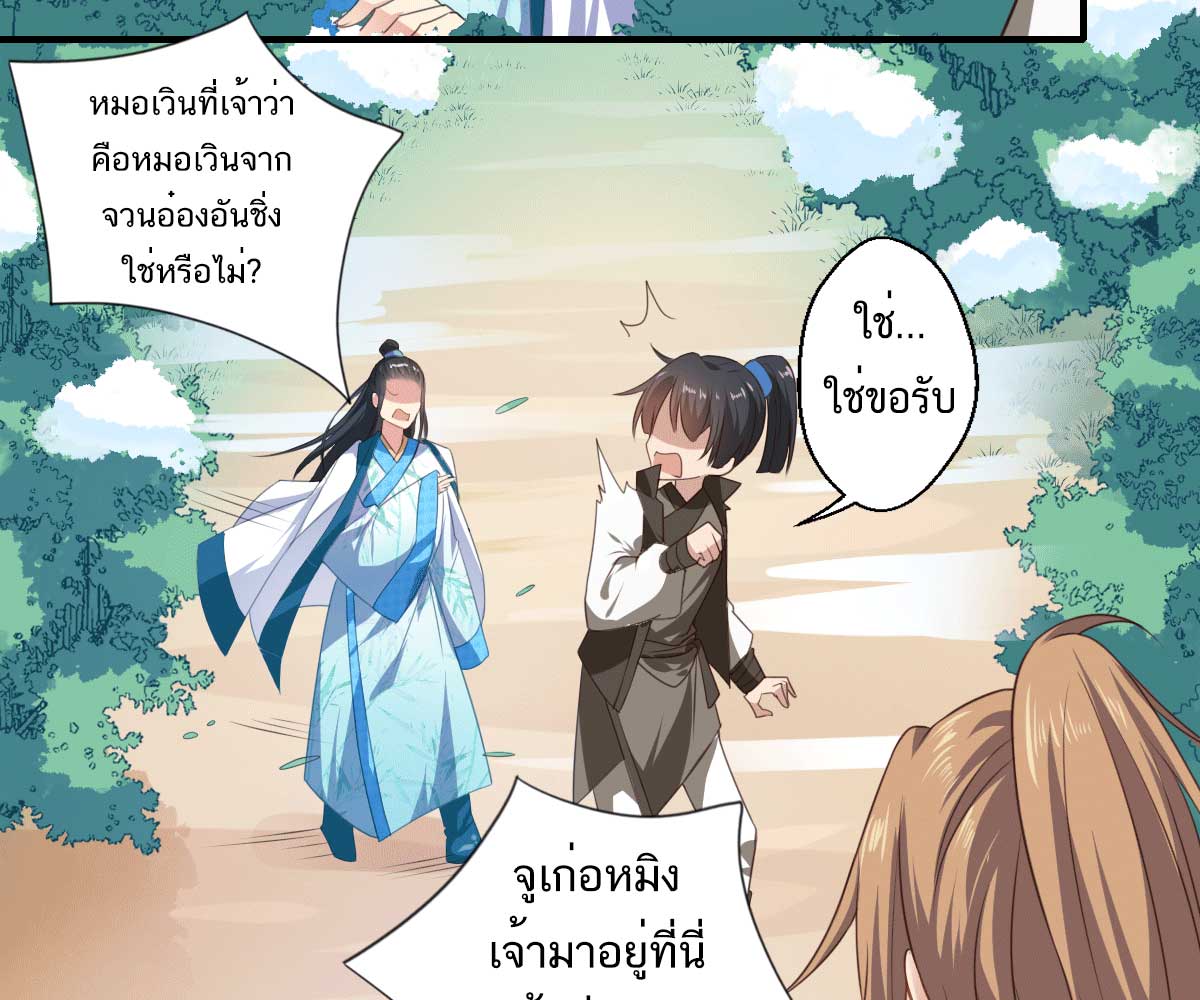 หมอเวินที่เจ้าว่า
คือหมอเวินจาก
จวนอ๋องอันชิ่ง
ใช่หรือไม่?
ใช่...
ใช่ขอรับ
จูเก่อหมิง
เจ้ามาอยู่ที่นี่